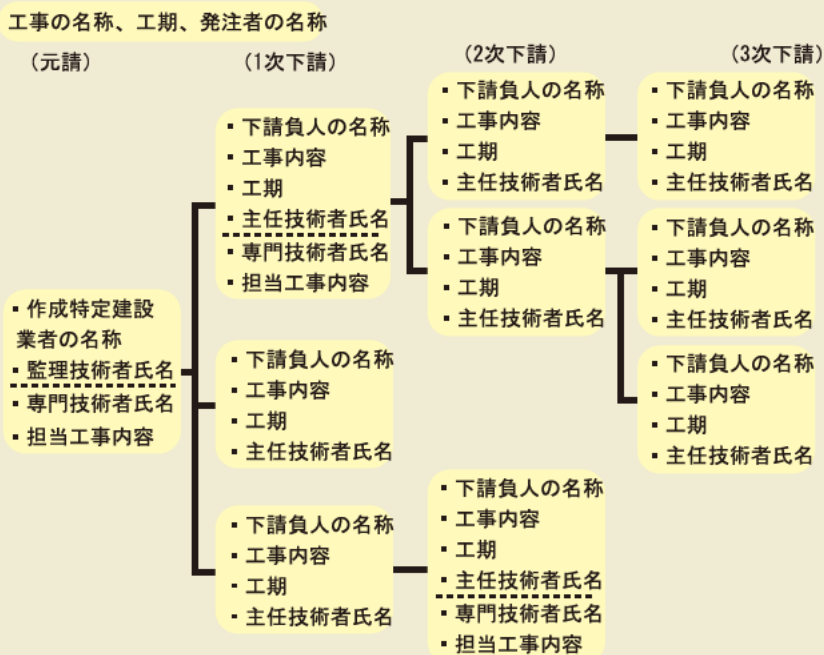 工事の名称、工期、発注者の名称
(元請)
(1次下請)
(2次下請)
(3次下請)
▪作成特定建設
業者の名称
▪監理技術者氏名
▪専門技術者氏名
▪担当工事内容
▪下請負人の名称
▪工事内容
▪工期
▪主任技術者氏名
▪専門技術者氏名
▪担当工事内容
▪下請負人の名称
▪工事内容
▪工期
▪主任技術者氏名
▪下請負人の名称
▪工事内容
▪工期
▪主任技術者氏名
▪下請負人の名称
▪工事内容
▪工期
▪主任技術者氏名
▪下請負人の名称
▪工事内容
▪工期
▪主任技術者氏名
▪下請負人の名称
▪工事内容
▪工期
▪主任技術者氏名
▪専門技術者氏名
▪担当工事内容
▪下請負人の名称
▪工事内容
▪工期
▪主任技術者氏名
▪下請負人の名称
▪工事内容
▪工期
▪主任技術者氏名
▪下請負人の名称
▪工事内容
▪工期
▪主任技術者氏名